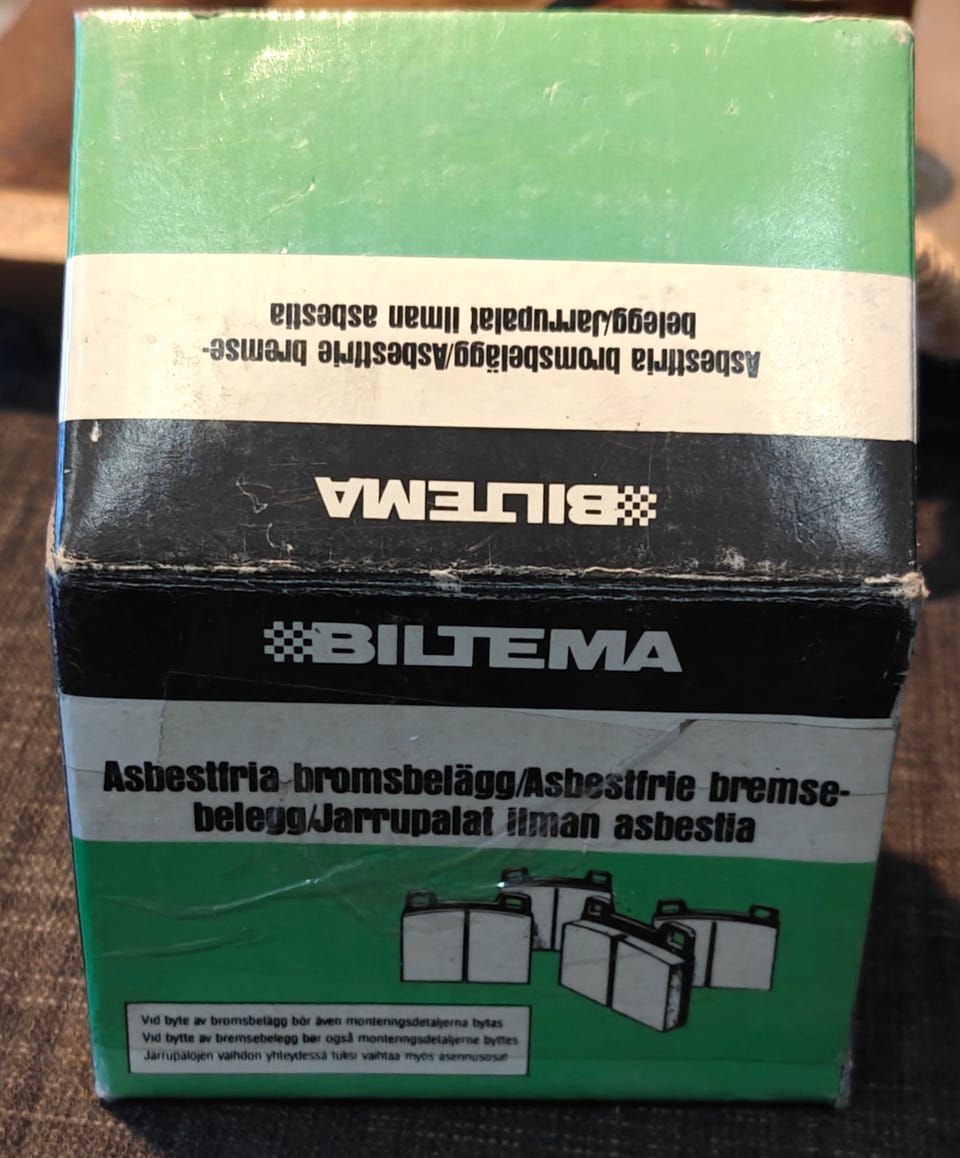 Asbestfria bromsbelägg/Asbestfrie bremse-
belegg/Jarrupalat ilman asbestia
BILTEMA
BILTEMA
Asbestfria bromsbelägg/Asbestfrie bremse-
belegg/Jarrupalat ilman asbestia
Vid byte av bromsbelägg bör även monteringsdetaljerna bytas
Vid bytte av bremsebelegg bør også monteringsdetaljerne byttes
Jarrupalojen vaihdon yhteydessä tulisi vaihtaa myös asennusosat